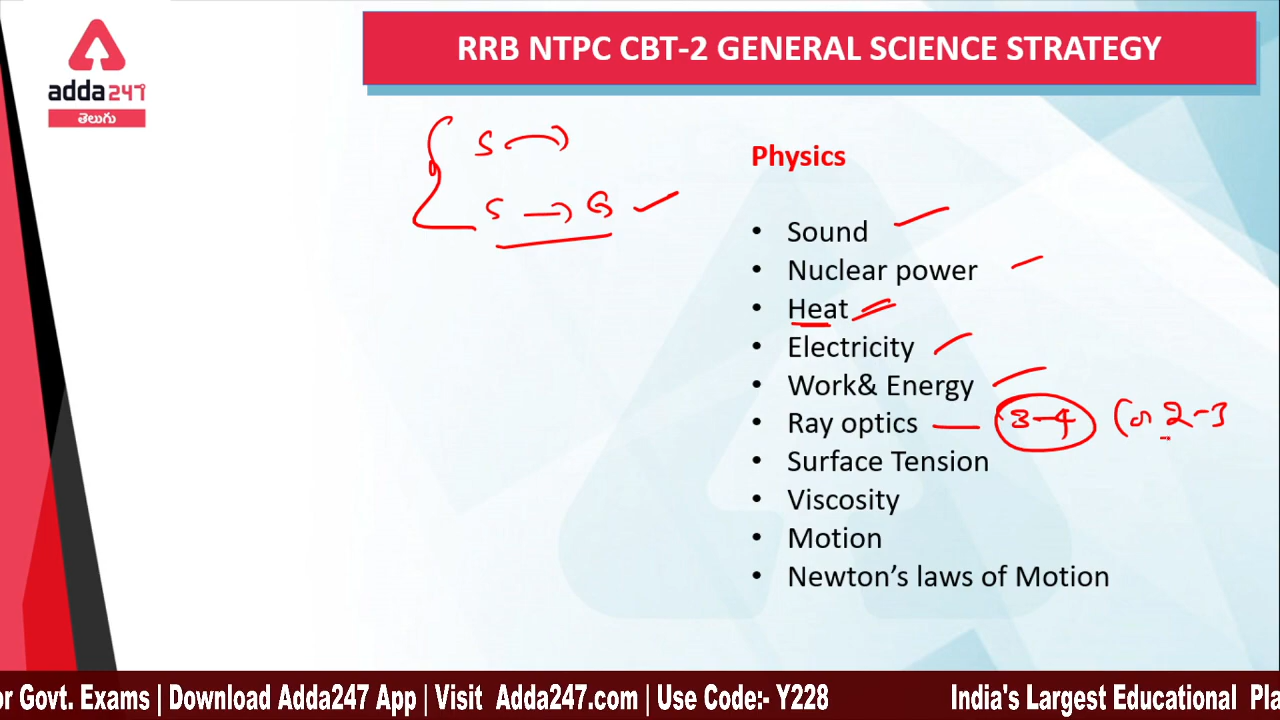 RRB NTPC CBT-2 GENERAL SCIENCE STRATEGY
adda247
తెలుగు
S →
S → B
Physics
• Sound
• Nuclear power
• Heat
• Electricity
• Work& Energy
• Ray optics 3-4 (or 2-3
• Surface Tension
• Viscosity
• Motion
• Newton's laws of Motion
or Govt. Exams | Download Adda247 App | Visit Adda247.com | Use Code:- Y228 India's Largest Educational Pla